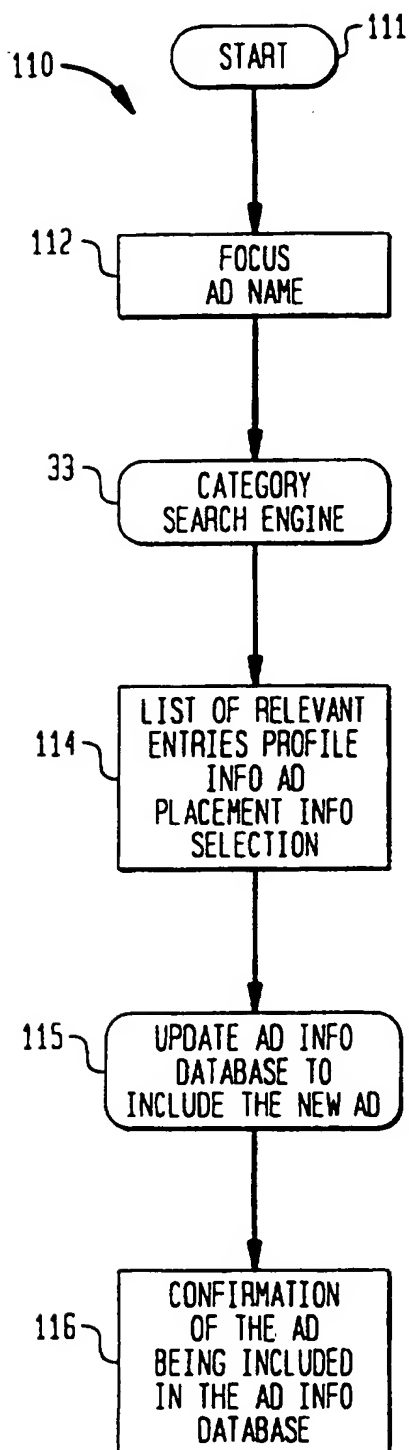 110
START
111
112
FOCUS
AD NAME
33
CATEGORY
SEARCH ENGINE
114
LIST OF RELEVANT
ENTRIES PROFILE
INFO AD
PLACEMENT INFO
SELECTION
115
UPDATE AD INFO
DATABASE TO
INCLUDE THE NEW AD
116
CONFIRMATION
OF THE AD
BEING INCLUDED
IN THE AD INFO
DATABASE